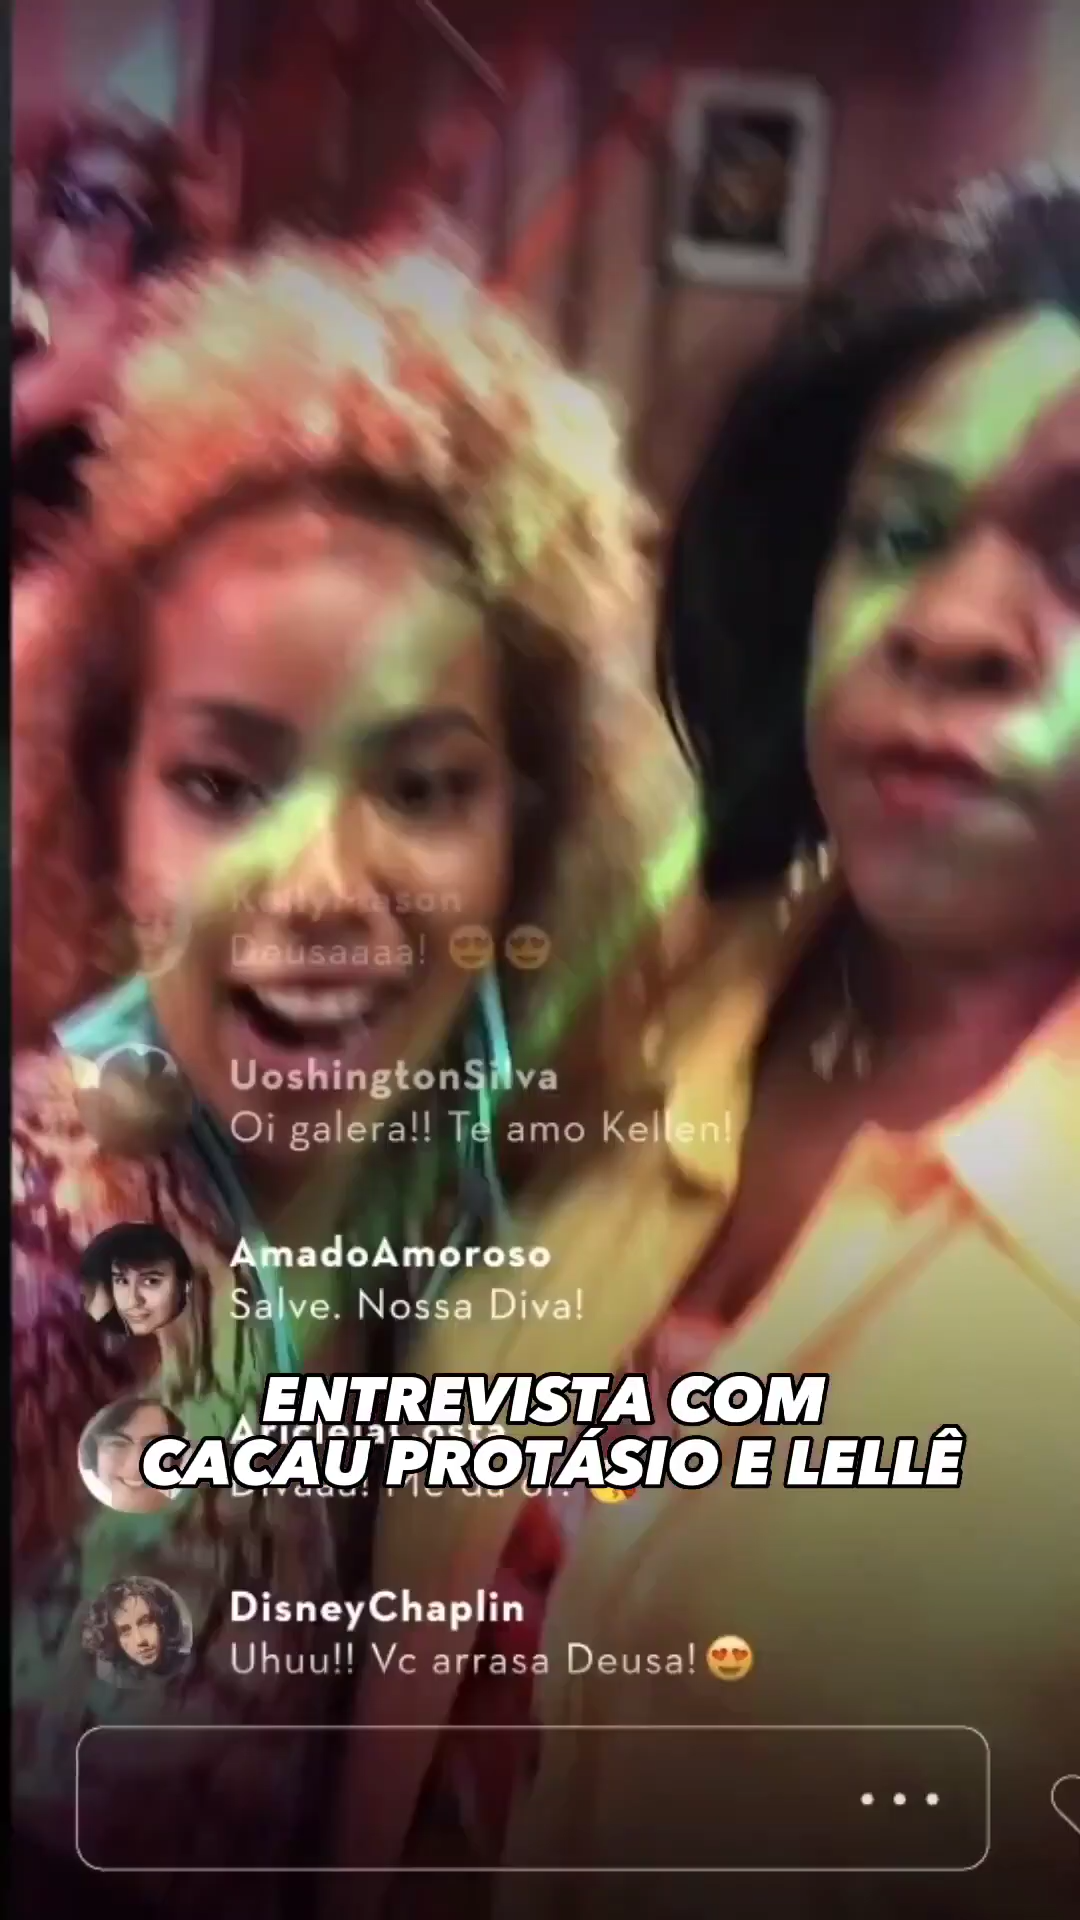 KellyMason
Deusaaaa! 😍😍
UoshingtonSilva
Oi galera!! Te amo Kellen!
AmadoAmoroso
Salve. Nossa Diva!
ENTREVISTA COM
CACAU PROTÁSIO E LELLÊ
DisneyChaplin
Uhuu!! Vc arrasa Deusa! 😍